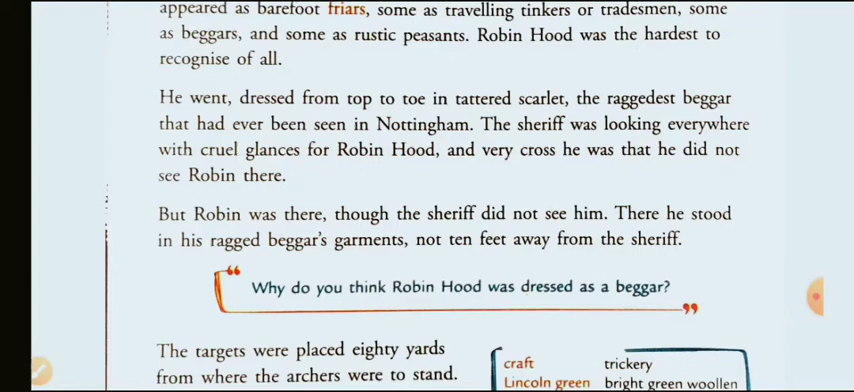 appeared as barefoot friars, some as travelling tinkers or tradesmen, some
as beggars, and some as rustic peasants. Robin Hood was the hardest to
recognise of all.
He went, dressed from top to toe in tattered scarlet, the raggedest beggar
that had ever been seen in Nottingham. The sheriff was looking everywhere
with cruel glances for Robin Hood, and very cross he was that he did not
see Robin there.
But Robin was there, though the sheriff did not see him. There he stood
in his ragged beggar's garments, not ten feet away from the sheriff.
“
Why do you think Robin Hood was dressed as a beggar?
”
The targets were placed eighty yards
from where the archers were to stand.
craft trickery
Lincoln green bright green woollen